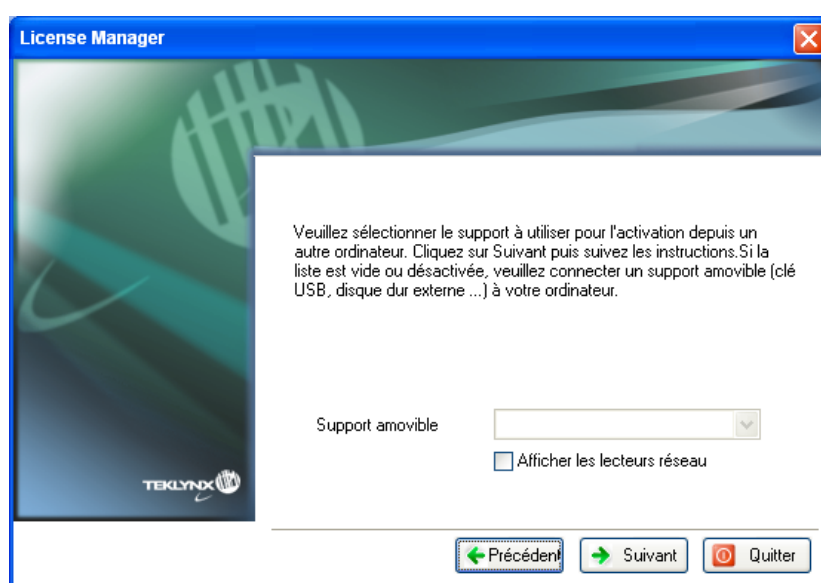 License Manager
Veuillez sélectionner le support à utiliser pour l'activation depuis un
autre ordinateur. Cliquez sur Suivant puis suivez les instructions.Si la
liste est vide ou désactivée, veuillez connecter un support amovible (clé
USB, disque dur externe ...) à votre ordinateur.
Support amovible
Afficher les lecteurs réseau
TEKLYNX
Précédent
Suivant
Quitter